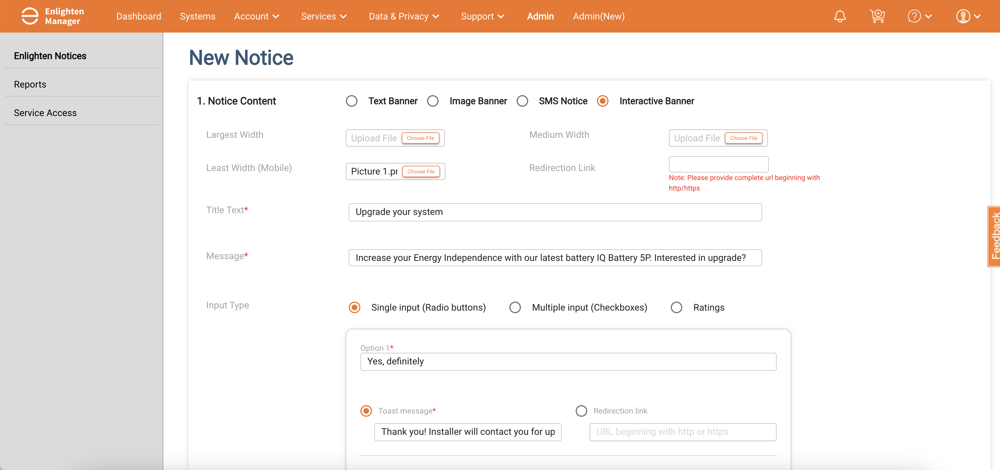 Enlighten
Manager
Dashboard Systems Account Services Data & Privacy Support Admin Admin(New)
Enlighten Notices
Reports
Service Access
New Notice
1. Notice Content Text Banner Image Banner SMS Notice Interactive Banner
Largest Width Upload File Choose File Medium Width Upload File Choose File
Least Width (Mobile) Picture 1.pr Choose File Redirection Link
Note: Please provide complete url beginning with
http/https
Title Text* Upgrade your system
Feedback
Message* Increase your Energy Independence with our latest battery IQ Battery 5P. Interested in upgrade?
Input Type Single input (Radio buttons) Multiple input (Checkboxes) Ratings
Option 1*
Yes, definitely
Toast message* Redirection link
Thank you! Installer will contact you for up URL beginning with http or https